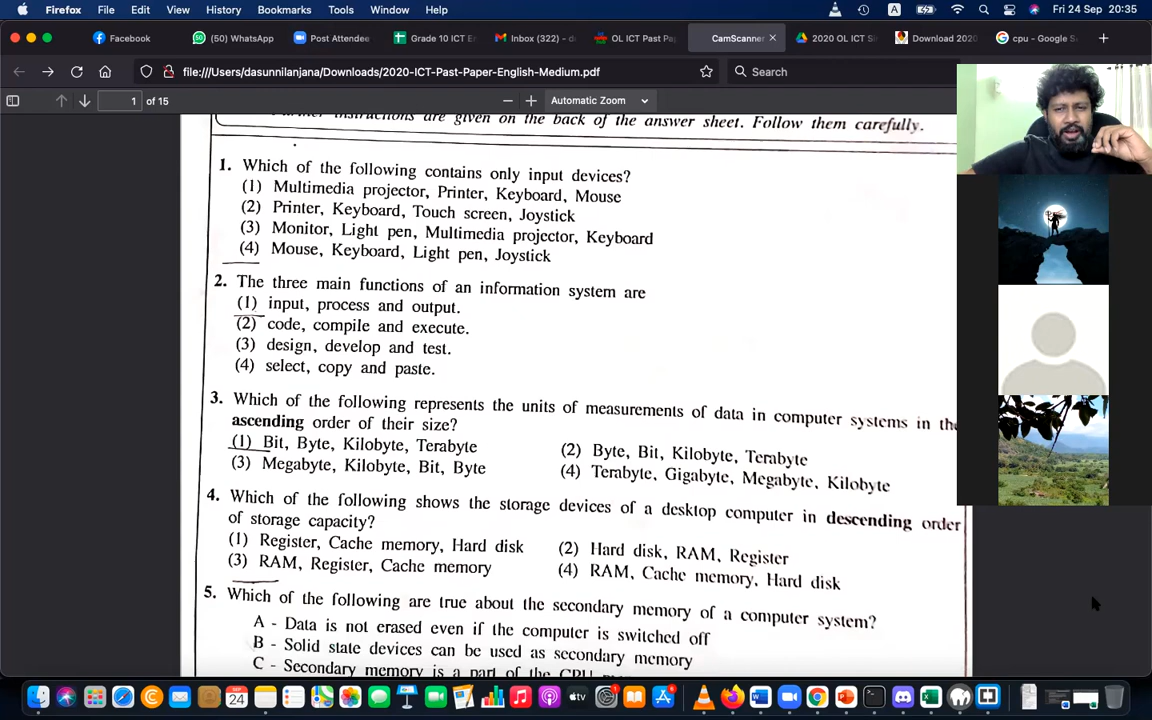 Firefox File Edit View History Bookmarks Tools Window Help Fri 24 Sep 20:35
Facebook (50) WhatsApp Post Attendee Grade 10 ICT E Inbox (322) - d OL ICT Past Pa CamScanner 2020 OL ICT Si Download 2020 cpu - Google S
file:///Users/dasunnilanjana/Downloads/2020-ICT-Past-Paper-English-Medium.pdf Search
1 of 15 Automatic Zoom
Further instructions are given on the back of the answer sheet. Follow them carefully.
1. Which of the following contains only input devices?
(1) Multimedia projector, Printer, Keyboard, Mouse
(2) Printer, Keyboard, Touch screen, Joystick
(3) Monitor, Light pen, Multimedia projector, Keyboard
(4) Mouse, Keyboard, Light pen, Joystick
2. The three main functions of an information system are
(1) input, process and output.
(2) code, compile and execute.
(3) design, develop and test.
(4) select, copy and paste.
3. Which of the following represents the units of measurements of data in computer systems in the
ascending order of their size?
(1) Bit, Byte, Kilobyte, Terabyte (2) Byte, Bit, Kilobyte, Terabyte
(3) Megabyte, Kilobyte, Bit, Byte (4) Terabyte, Gigabyte, Megabyte, Kilobyte
4. Which of the following shows the storage devices of a desktop computer in descending order
of storage capacity?
(1) Register, Cache memory, Hard disk (2) Hard disk, RAM, Register
(3) RAM, Register, Cache memory (4) RAM, Cache memory, Hard disk
5. Which of the following are true about the secondary memory of a computer system?
A - Data is not erased even if the computer is switched off
B - Solid state devices can be used as secondary memory
C - Secondary memory is a part of the CPU